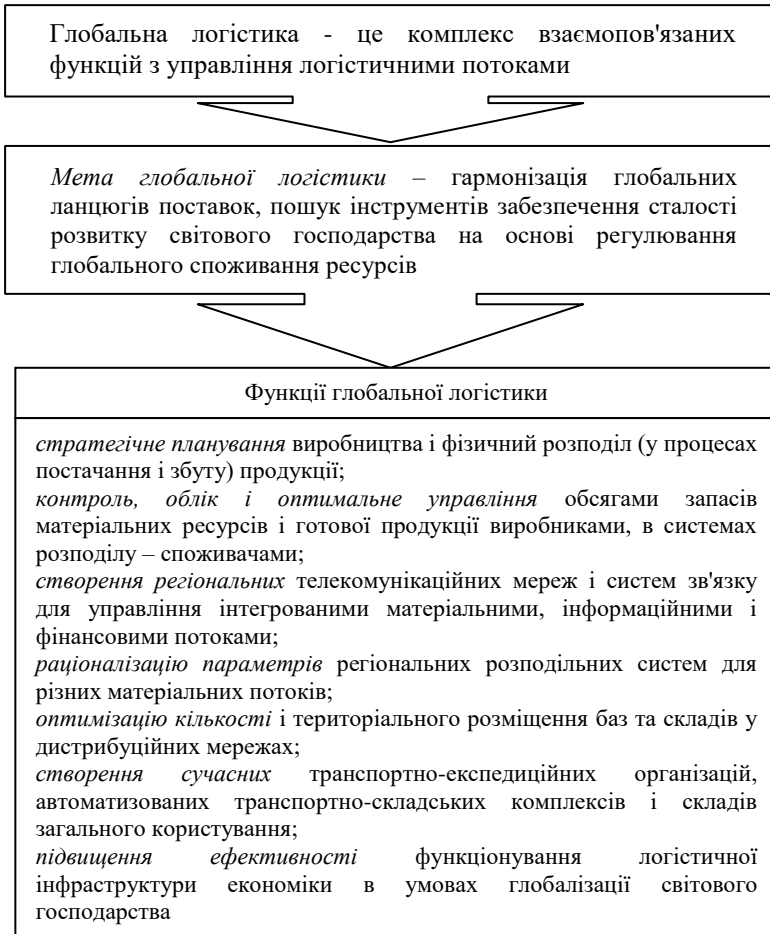 Глобальна логістика - це комплекс взаємопов'язаних
функцій з управління логістичними потоками
Мета глобальної логістики – гармонізація глобальних
ланцюгів поставок, пошук інструментів забезпечення сталості
розвитку світового господарства на основі регулювання
глобального споживання ресурсів
Функції глобальної логістики
стратегічне планування виробництва і фізичний розподіл (у процесах
постачання і збуту) продукції;
контроль, облік і оптимальне управління обсягами запасів
матеріальних ресурсів і готової продукції виробниками, в системах
розподілу – споживачами;
створення регіональних телекомунікаційних мереж і систем зв'язку
для управління інтегрованими матеріальними, інформаційними і
фінансовими потоками;
раціоналізацію параметрів регіональних розподільних систем для
різних матеріальних потоків;
оптимізацію кількості і територіального розміщення баз та складів у
дистрибуційних мережах;
створення сучасних транспортно-експедиційних організацій,
автоматизованих транспортно-складських комплексів і складів
загального користування;
підвищення ефективності функціонування логістичної
інфраструктури економіки в умовах глобалізації світового
господарства